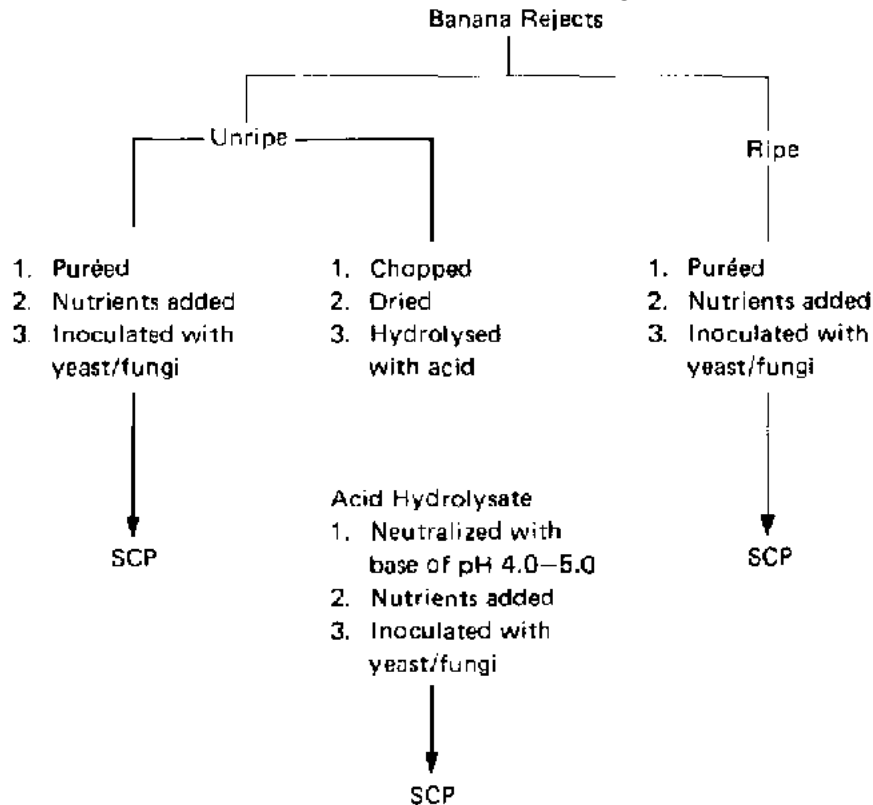 Banana Rejects
Unripe
Ripe
1. Puréed
2. Nutrients added
3. Inoculated with
yeast/fungi
1. Chopped
2. Dried
3. Hydrolysed
with acid
1. Puréed
2. Nutrients added
3. Inoculated with
yeast/fungi
SCP
Acid Hydrolysate
1. Neutralized with
base of pH 4.0–5.0
2. Nutrients added
3. Inoculated with
yeast/fungi
SCP
SCP